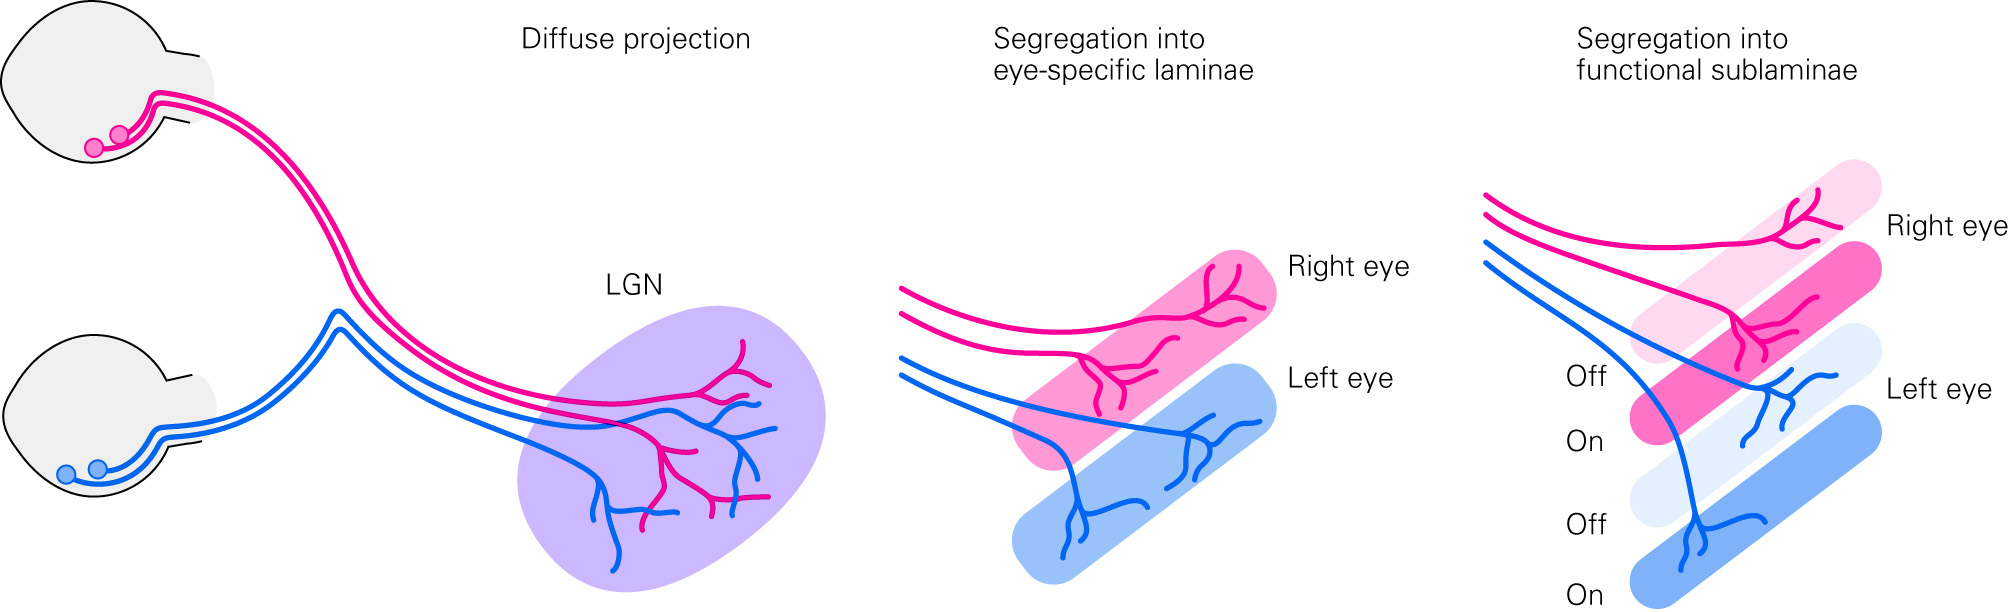 Diffuse projection
Segregation into
eye-specific laminae
Segregation into
functional sublaminae
LGN
Right eye
Left eye
Right eye
Off
On
Left eye
Off
On